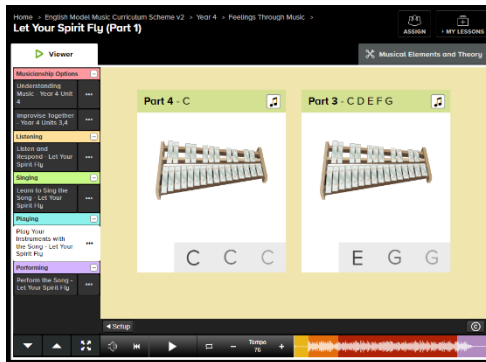 Home > English Model Music Curriculum Scheme v2 > Year 4 > Feelings Through Music >
Let Your Spirit Fly (Part 1)
ASSIGN
+ MY LESSONS
Viewer
Musical Elements and Theory
Musicianship Options
Understanding
Music - Year 4 Unit
4
Improvise Together
- Year 4 Units 3,4
Listening
Listen and
Respond - Let Your
Spirit Fly
Singing
Learn to Sing the
Song - Let Your
Spirit Fly
Playing
Play Your
Instruments with
the Song - Let Your
Spirit Fly
Performing
Perform the Song -
Let Your Spirit Fly
Part 4 - C
C C C
Part 3 - C D E F G
E G G
Setup
©
Tempo
- 76 +